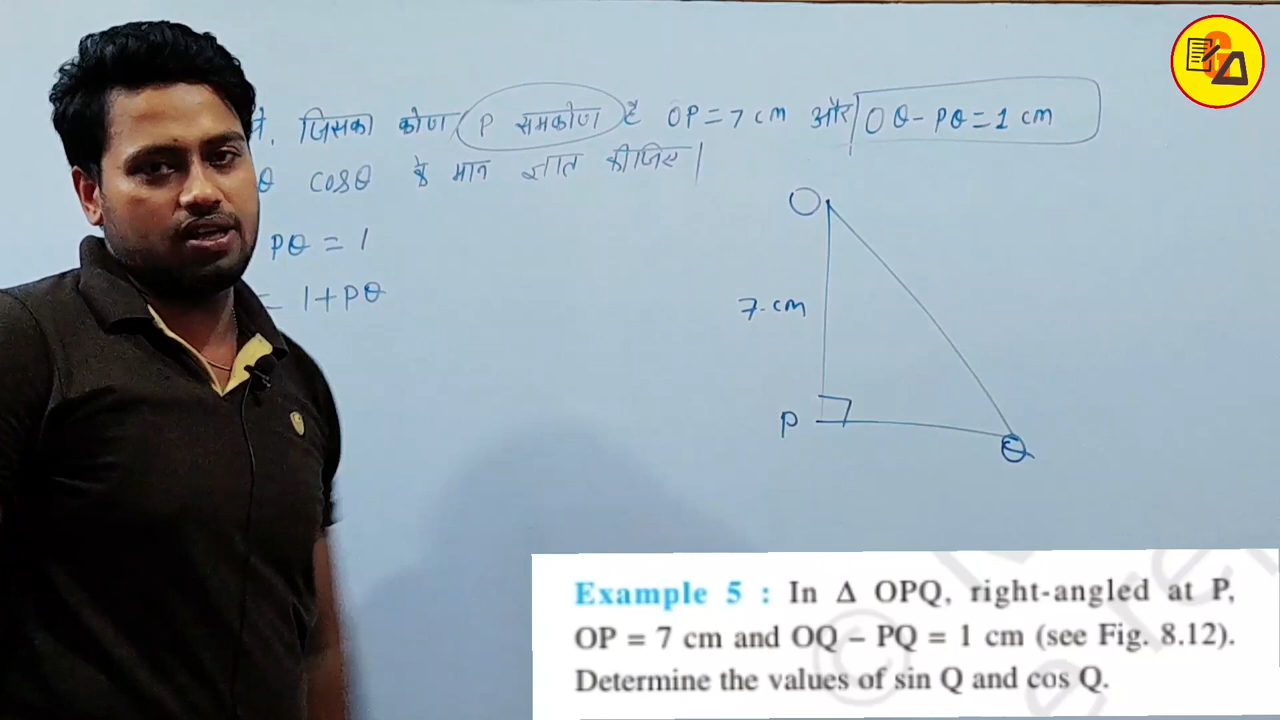 में, जिसका कोण P समकोण है OP = 7 cm और OQ - PQ = 1 cm
Q cosQ के मान ज्ञात कीजिए।
PQ = 1
= 1 + PQ
O
7 cm
P
Q
Example 5 : In Δ OPQ, right-angled at P,
OP = 7 cm and OQ – PQ = 1 cm (see Fig. 8.12).
Determine the values of sin Q and cos Q.